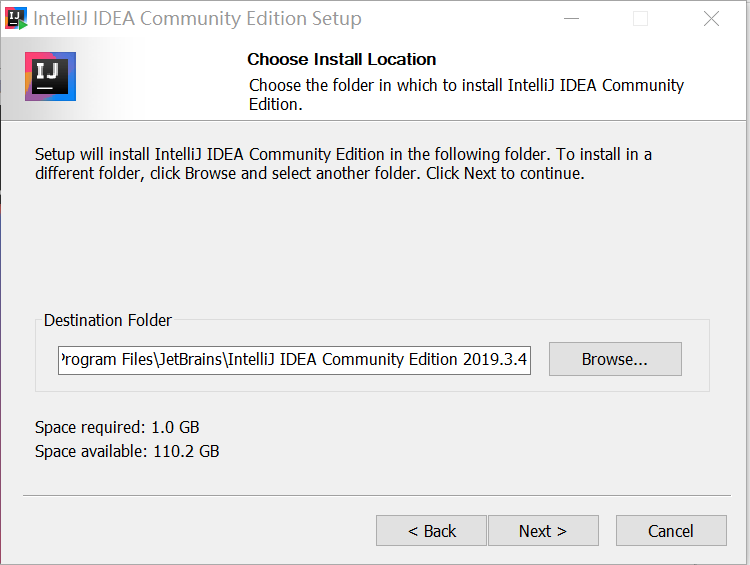 IntelliJ IDEA Community Edition Setup
IJ
Choose Install Location
Choose the folder in which to install IntelliJ IDEA Community
Edition.
Setup will install IntelliJ IDEA Community Edition in the following folder. To install in a
different folder, click Browse and select another folder. Click Next to continue.
Destination Folder
Program Files\JetBrains\IntelliJ IDEA Community Edition 2019.3.4
Browse...
Space required: 1.0 GB
Space available: 110.2 GB
< Back
Next >
Cancel